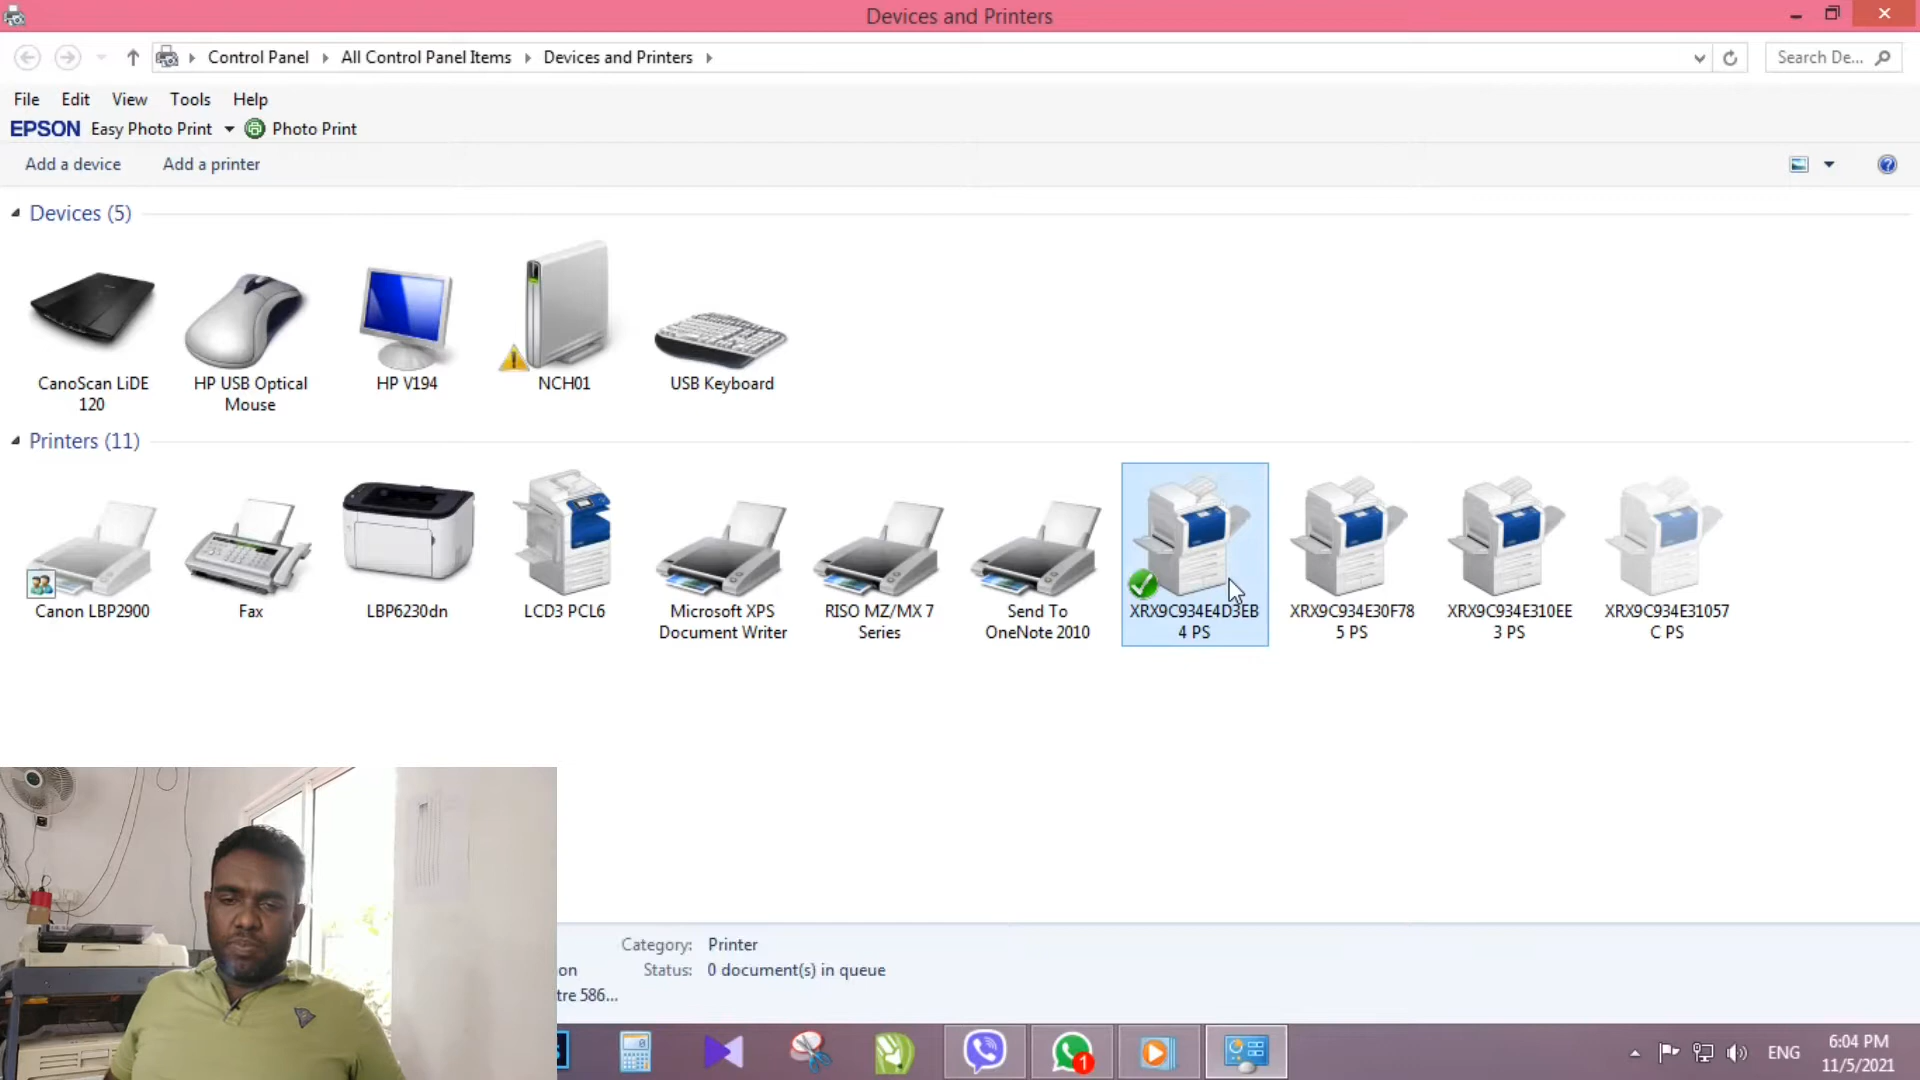 Devices and Printers
Control Panel
All Control Panel Items
Devices and Printers
Search De...
File Edit View Tools Help
EPSON Easy Photo Print Photo Print
Add a device Add a printer
Devices (5)
CanoScan LiDE
120
HP USB Optical
Mouse
HP V194
NCH01
USB Keyboard
Printers (11)
Canon LBP2900
Fax
LBP6230dn
LCD3 PCL6
Microsoft XPS
Document Writer
RISO MZ/MX 7
Series
Send To
OneNote 2010
XRX9C934E4D3EB
4 PS
XRX9C934E30F78
5 PS
XRX9C934E310EE
3 PS
XRX9C934E31057
C PS
Category: Printer
on Status: 0 document(s) in queue
tre 586...
1
ENG
6:04 PM
11/5/2021